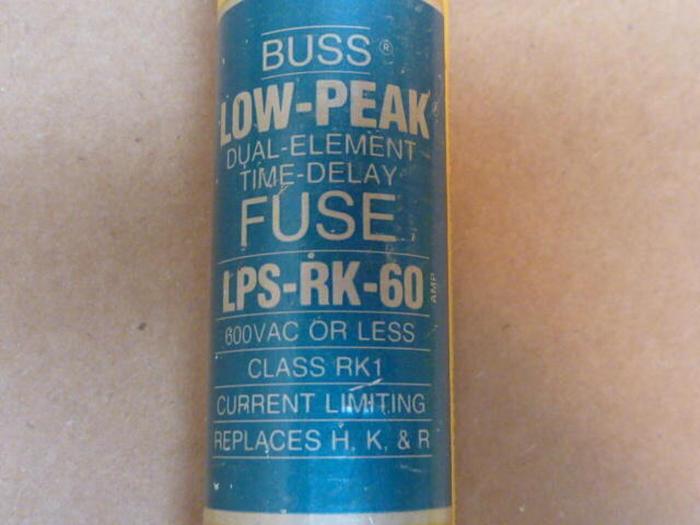 BUSS ®
LOW-PEAK
DUAL-ELEMENT
TIME-DELAY
FUSE
LPS-RK-60 AMP
600VAC OR LESS
CLASS RK1
CURRENT LIMITING
REPLACES H, K, & R